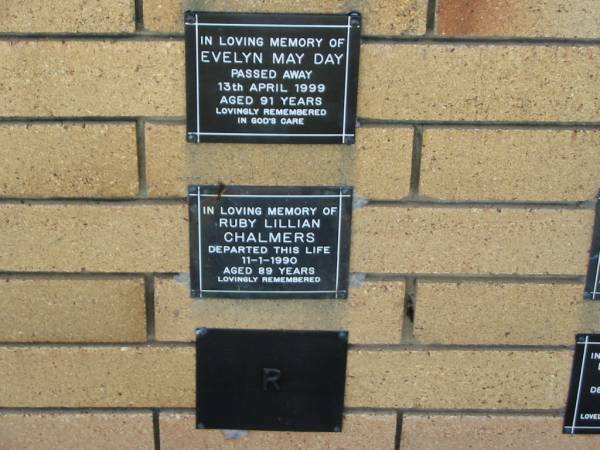 IN LOVING MEMORY OF
EVELYN MAY DAY
PASSED AWAY
13th APRIL 1999
AGED 91 YEARS
LOVINGLY REMEMBERED
IN GOD'S CARE
IN LOVING MEMORY OF
RUBY LILLIAN
CHALMERS
DEPARTED THIS LIFE
11-1-1990
AGED 89 YEARS
LOVINGLY REMEMBERED
R